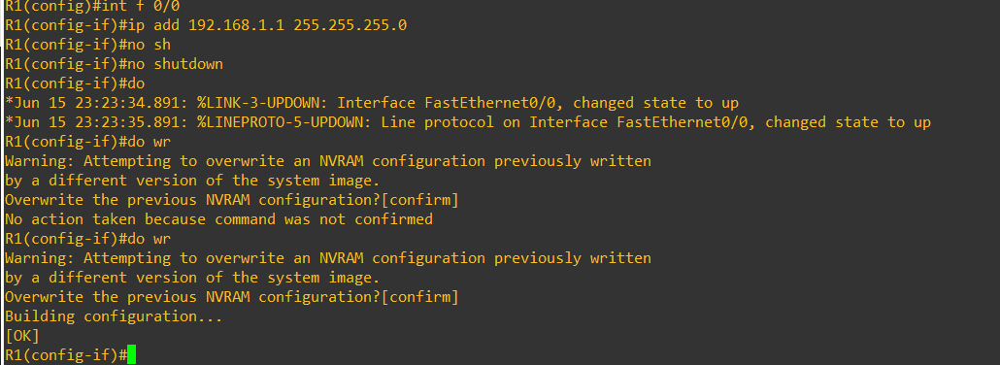 R1(config)#int f 0/0
R1(config-if)#ip add 192.168.1.1 255.255.255.0
R1(config-if)#no sh
R1(config-if)#no shutdown
R1(config-if)#do
*Jun 15 23:23:34.891: %LINK-3-UPDOWN: Interface FastEthernet0/0, changed state to up
*Jun 15 23:23:35.891: %LINEPROTO-5-UPDOWN: Line protocol on Interface FastEthernet0/0, changed state to up
R1(config-if)#do wr
Warning: Attempting to overwrite an NVRAM configuration previously written
by a different version of the system image.
Overwrite the previous NVRAM configuration?[confirm]
No action taken because command was not confirmed
R1(config-if)#do wr
Warning: Attempting to overwrite an NVRAM configuration previously written
by a different version of the system image.
Overwrite the previous NVRAM configuration?[confirm]
Building configuration...
[OK]
R1(config-if)#